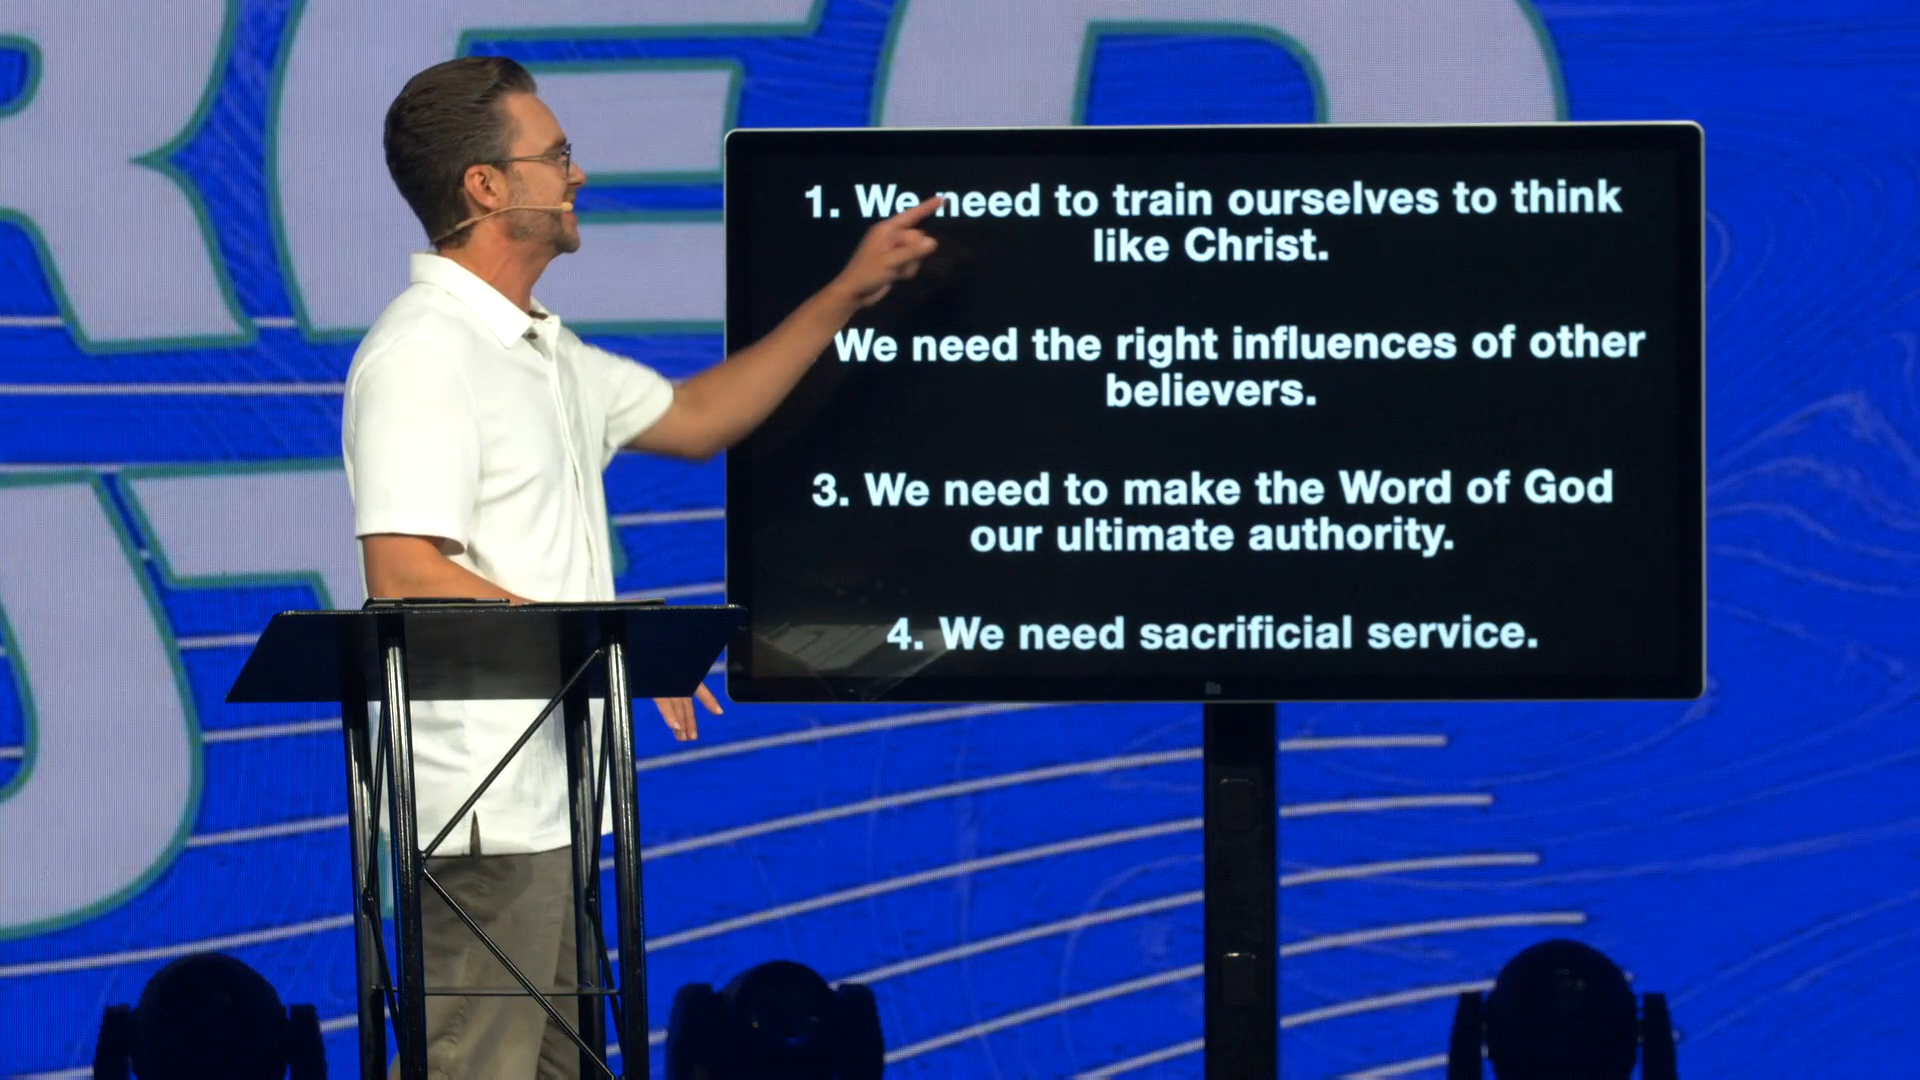 1. We need to train ourselves to think
like Christ.
We need the right influences of other
believers.
3. We need to make the Word of God
our ultimate authority.
4. We need sacrificial service.